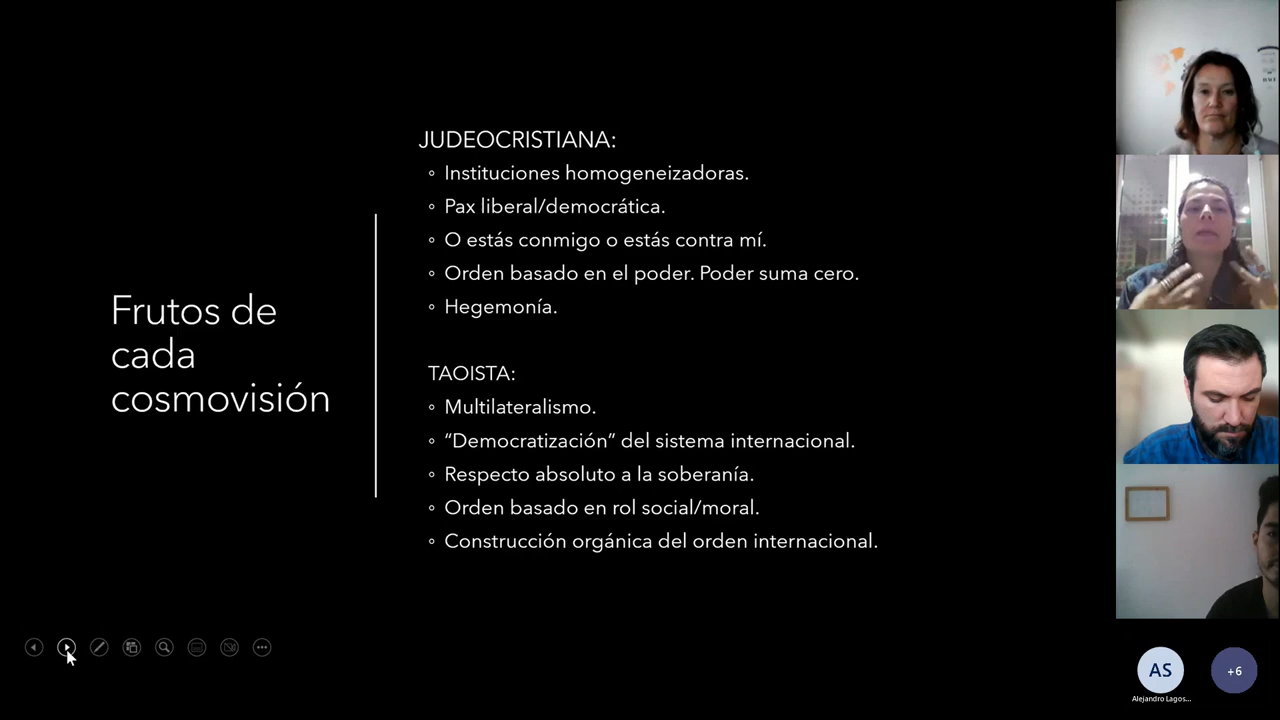 Frutos de
cada
cosmovisión
JUDEOCRISTIANA:
◦ Instituciones homogeneizadoras.
◦ Pax liberal/democrática.
◦ O estás conmigo o estás contra mí.
◦ Orden basado en el poder. Poder suma cero.
◦ Hegemonía.
TAOISTA:
◦ Multilateralismo.
◦ “Democratización” del sistema internacional.
◦ Respecto absoluto a la soberanía.
◦ Orden basado en rol social/moral.
◦ Construcción orgánica del orden internacional.
AS
Alejandro Lagos...
+6